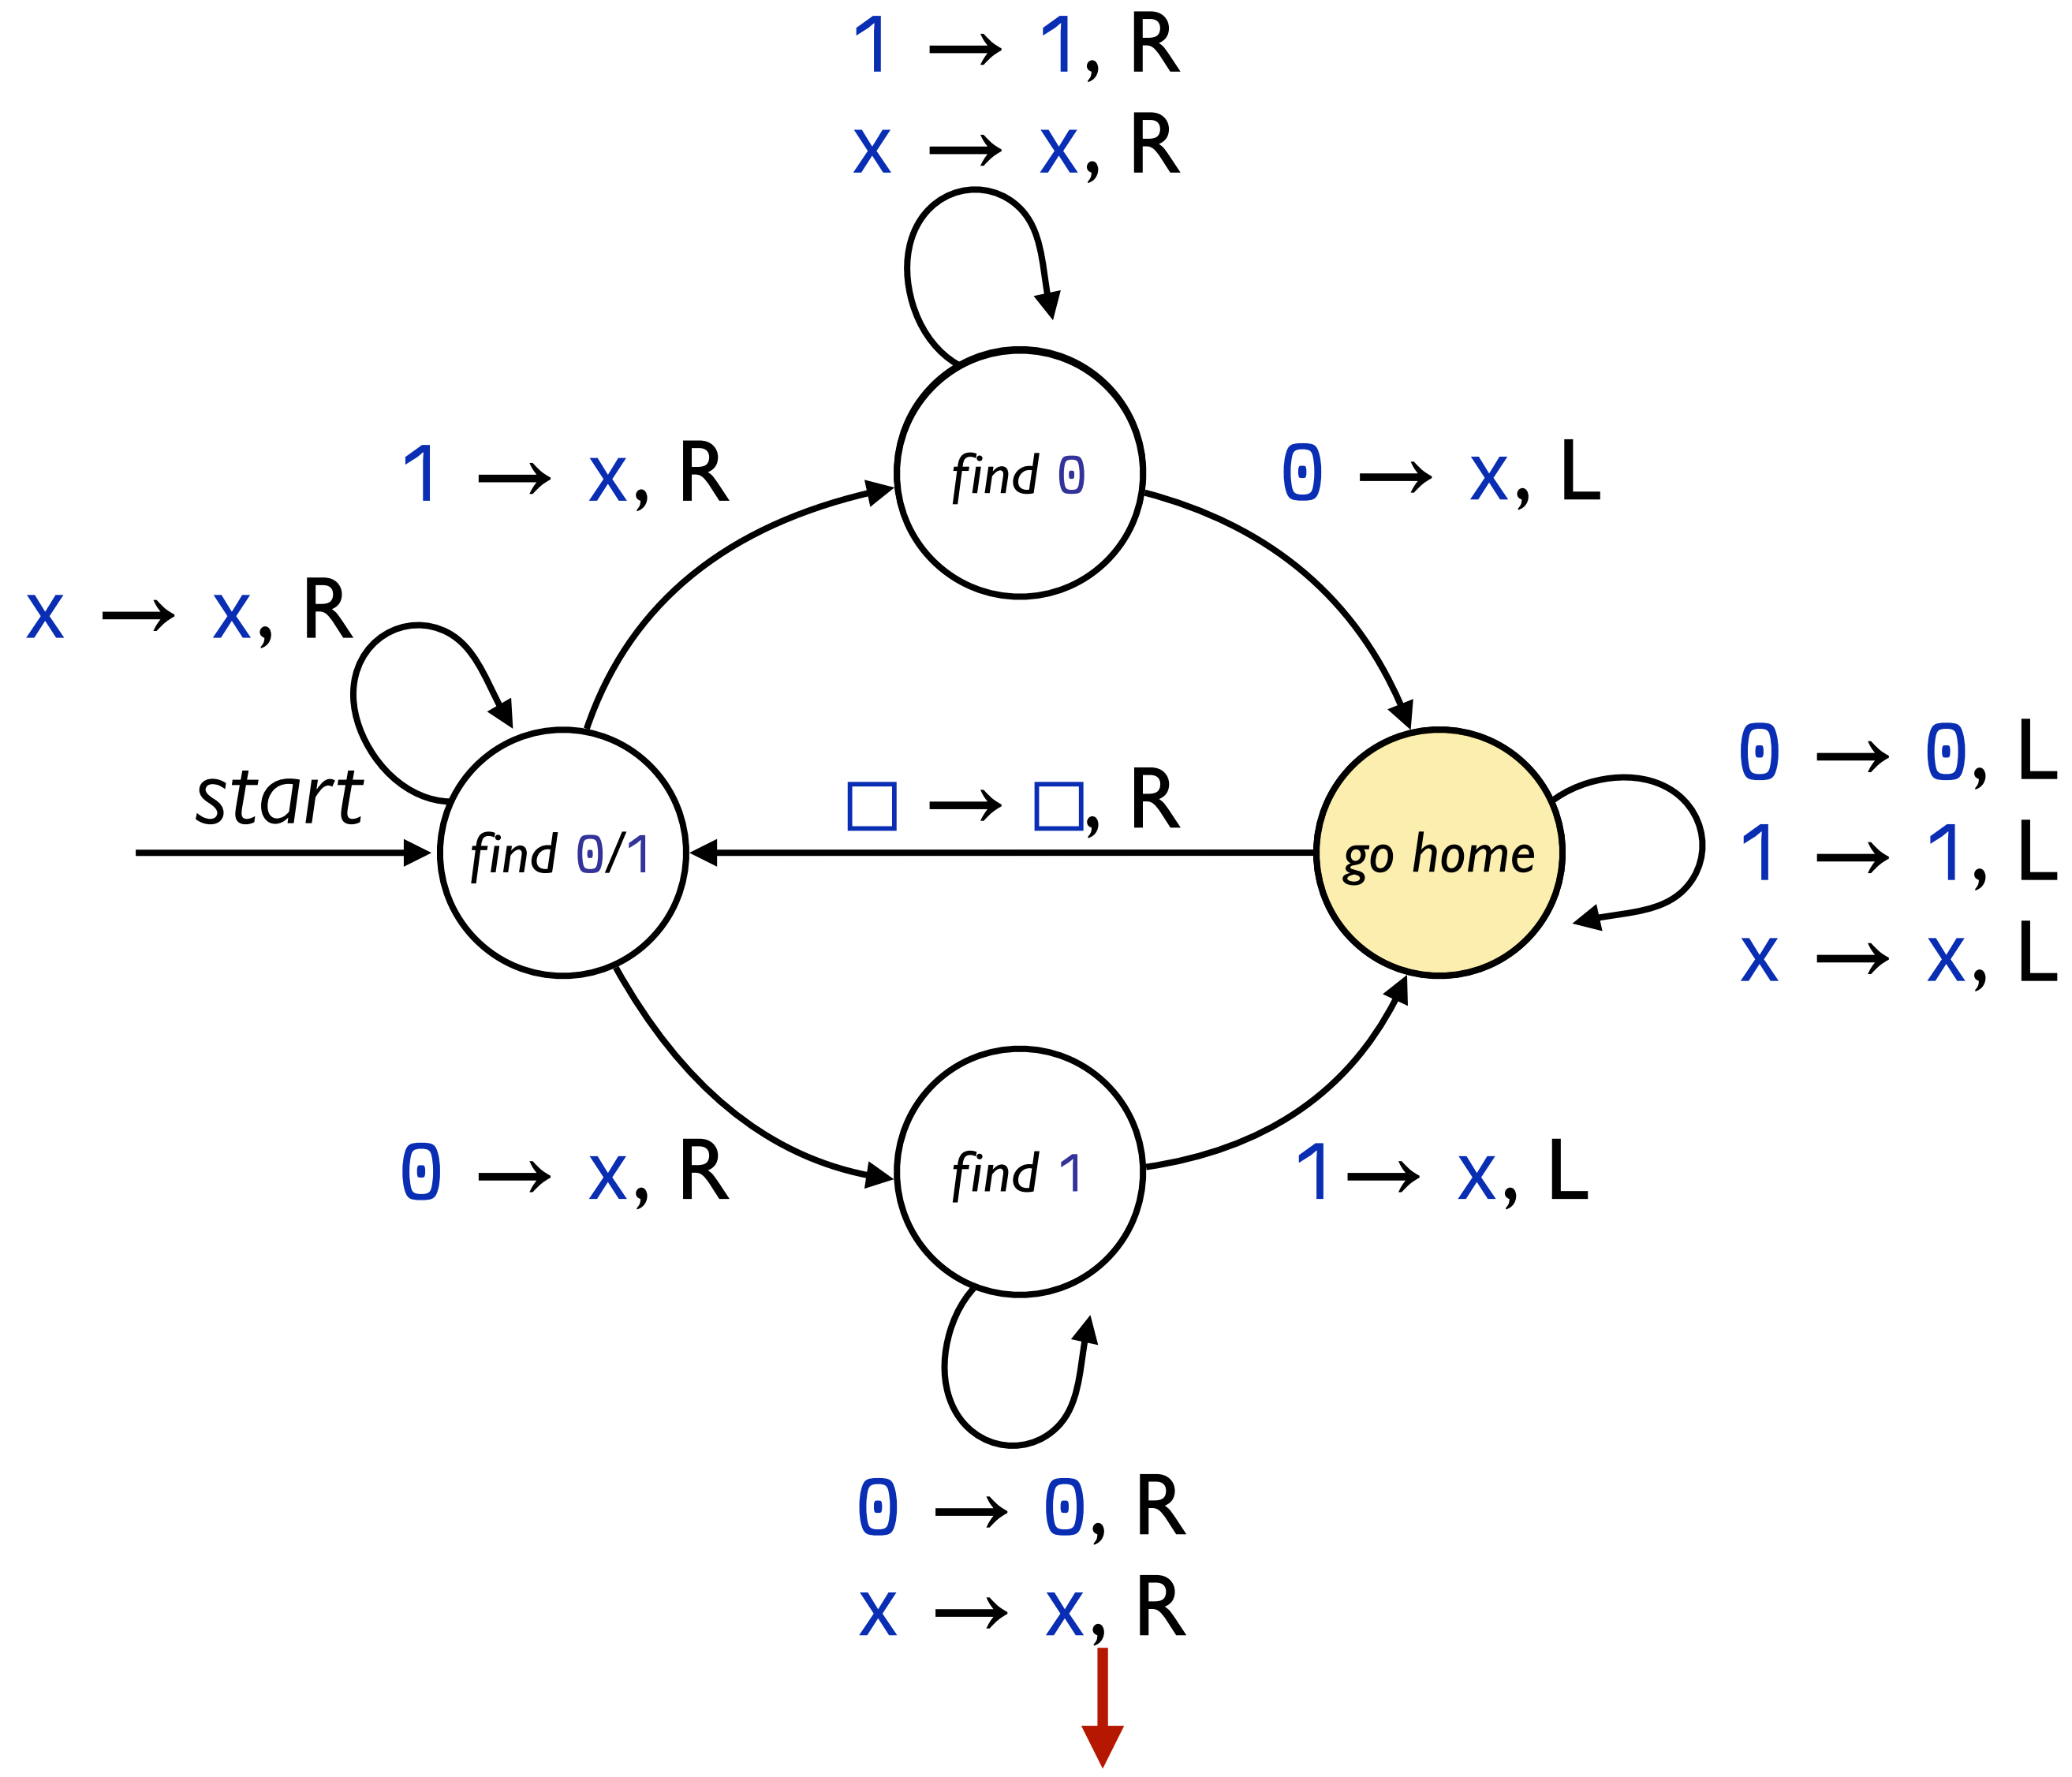 1 → 1, R
x → x, R
1 → x, R
find 0
0 → x, L
x → x, R
start
find 0/1
□ → □, R
go home
0 → 0, L
1 → 1, L
x → x, L
0 → x, R
find 1
1→ x, L
0 → 0, R
x → x, R